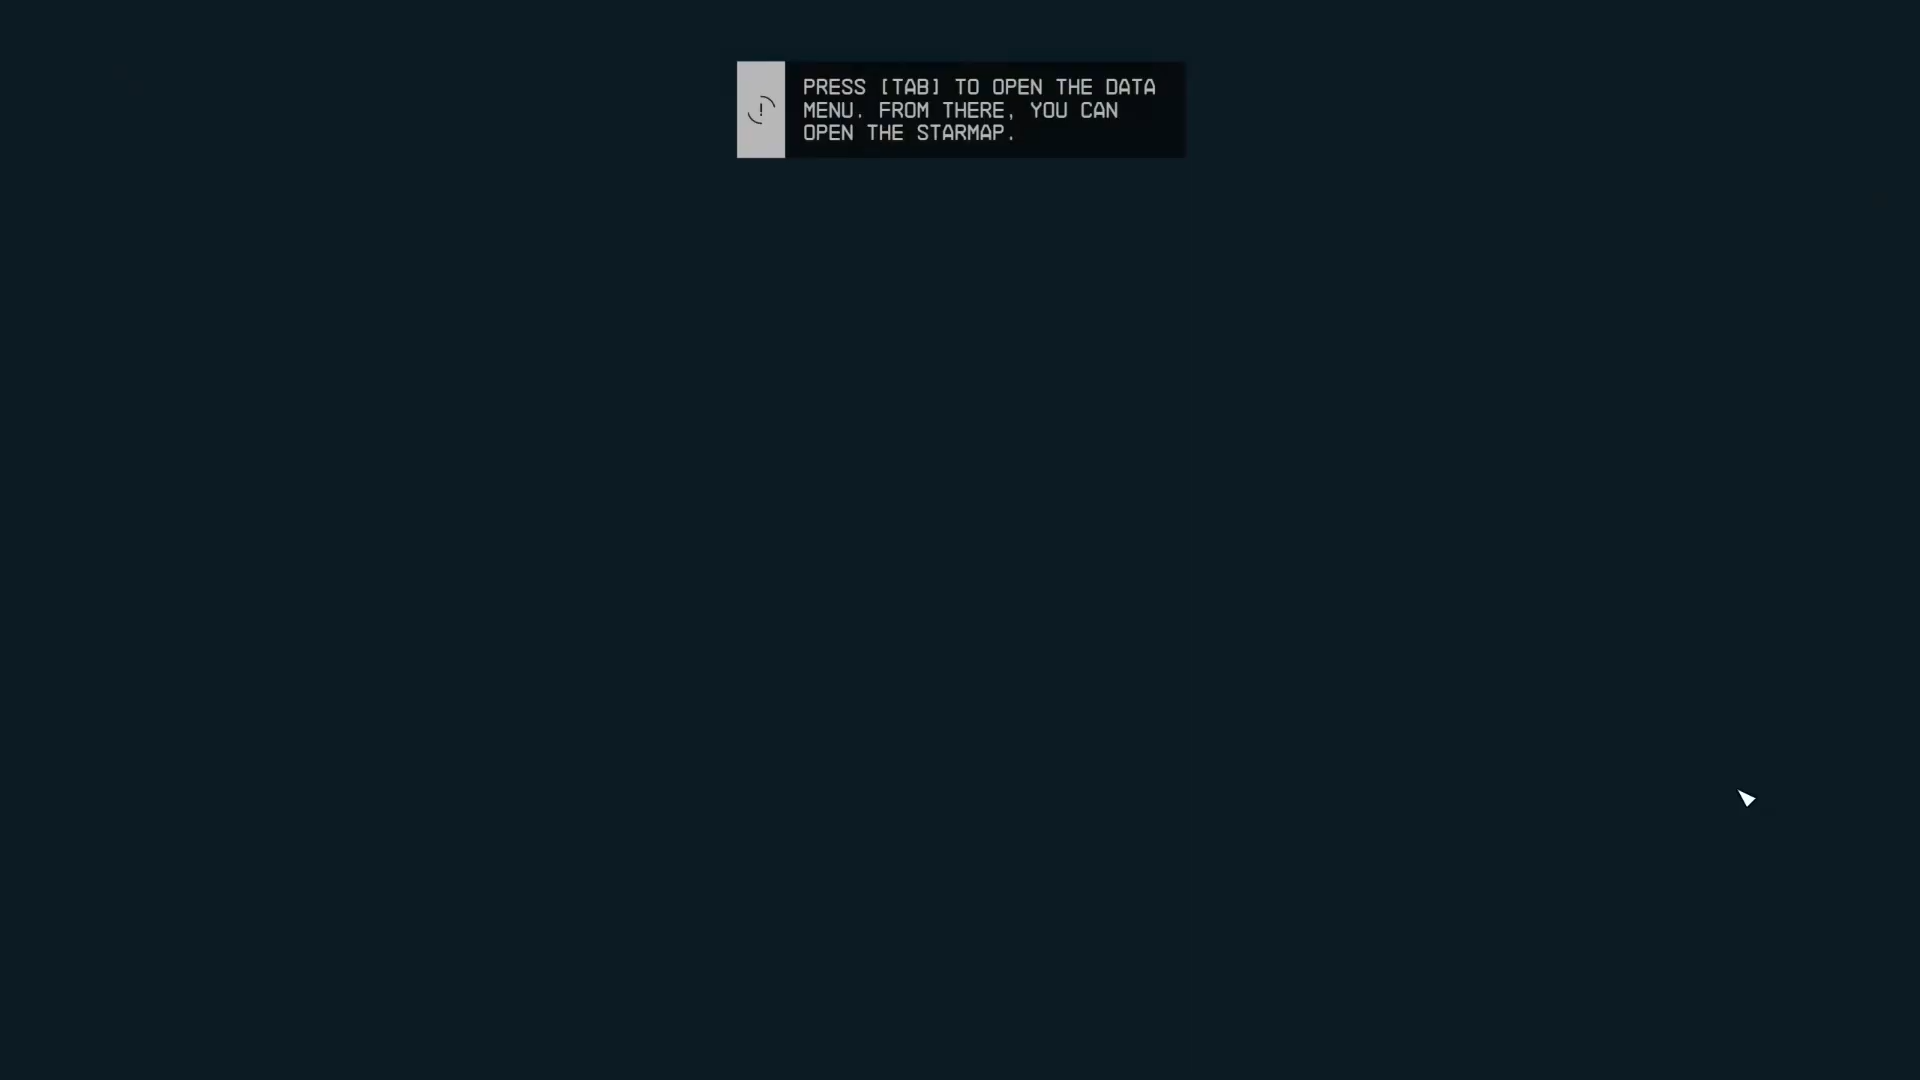 PRESS [TAB] TO OPEN THE DATA
MENU. FROM THERE, YOU CAN
OPEN THE STARMAP.